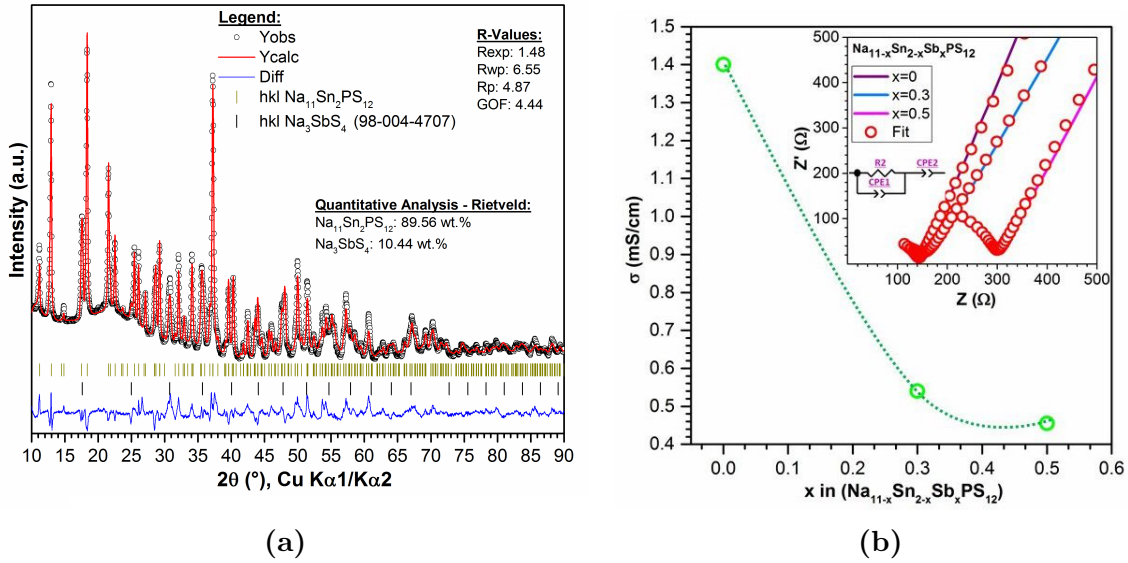 Legend:
Yobs
Ycalc
Diff
hkl Na₁₁Sn₂PS₁₂
hkl Na₃SbS₄ (98-004-4707)
R-Values:
Rexp: 1.48
Rwp: 6.55
Rp: 4.87
GOF: 4.44
Quantitative Analysis - Rietveld:
Na₁₁Sn₂PS₁₂: 89.56 wt.%
Na₃SbS₄: 10.44 wt.%
Intensity (a.u.)
10 15 20 25 30 35 40 45 50 55 60 65 70 75 80 85 90
2θ (°), Cu Kα1/Kα2
(a)
σ (mS/cm)
1.5
1.4
1.3
1.2
1.1
1.0
0.9
0.8
0.7
0.6
0.5
0.4
0.0 0.1 0.2 0.3 0.4 0.5 0.6
x in (Na₁₁₋ₓSn₂₋ₓSbₓPS₁₂)
Na₁₁₋ₓSn₂₋ₓSbₓPS₁₂
x=0
x=0.3
x=0.5
Fit
R2
CPE1
CPE2
Z' (Ω)
500
400
300
200
100
100 200 300 400 500
Z (Ω)
(b)